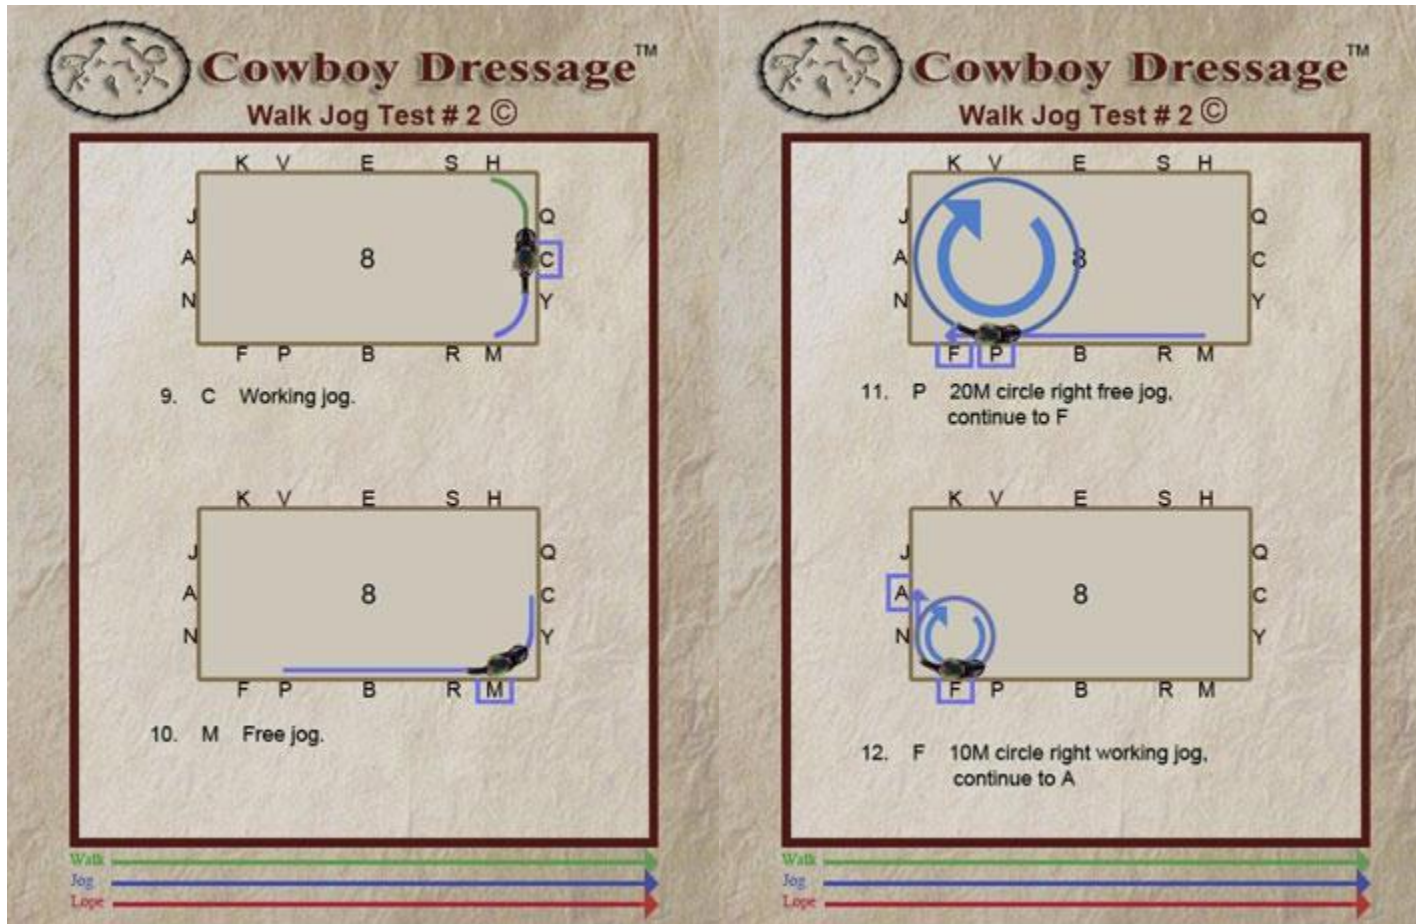 Cowboy Dressage™
Walk Jog Test # 2 ©
K V E S H
J Q
A 8 C
N Y
F P B R M
9. C Working jog.
K V E S H
J Q
A 8 C
N Y
F P B R M
10. M Free jog.
Walk
Jog
Lope
Cowboy Dressage™
Walk Jog Test # 2 ©
K V E S H
J Q
A 8 C
N Y
F P B R M
11. P 20M circle right free jog,
continue to F
K V E S H
J Q
A 8 C
N Y
F P B R M
12. F 10M circle right working jog,
continue to A
Walk
Jog
Lope